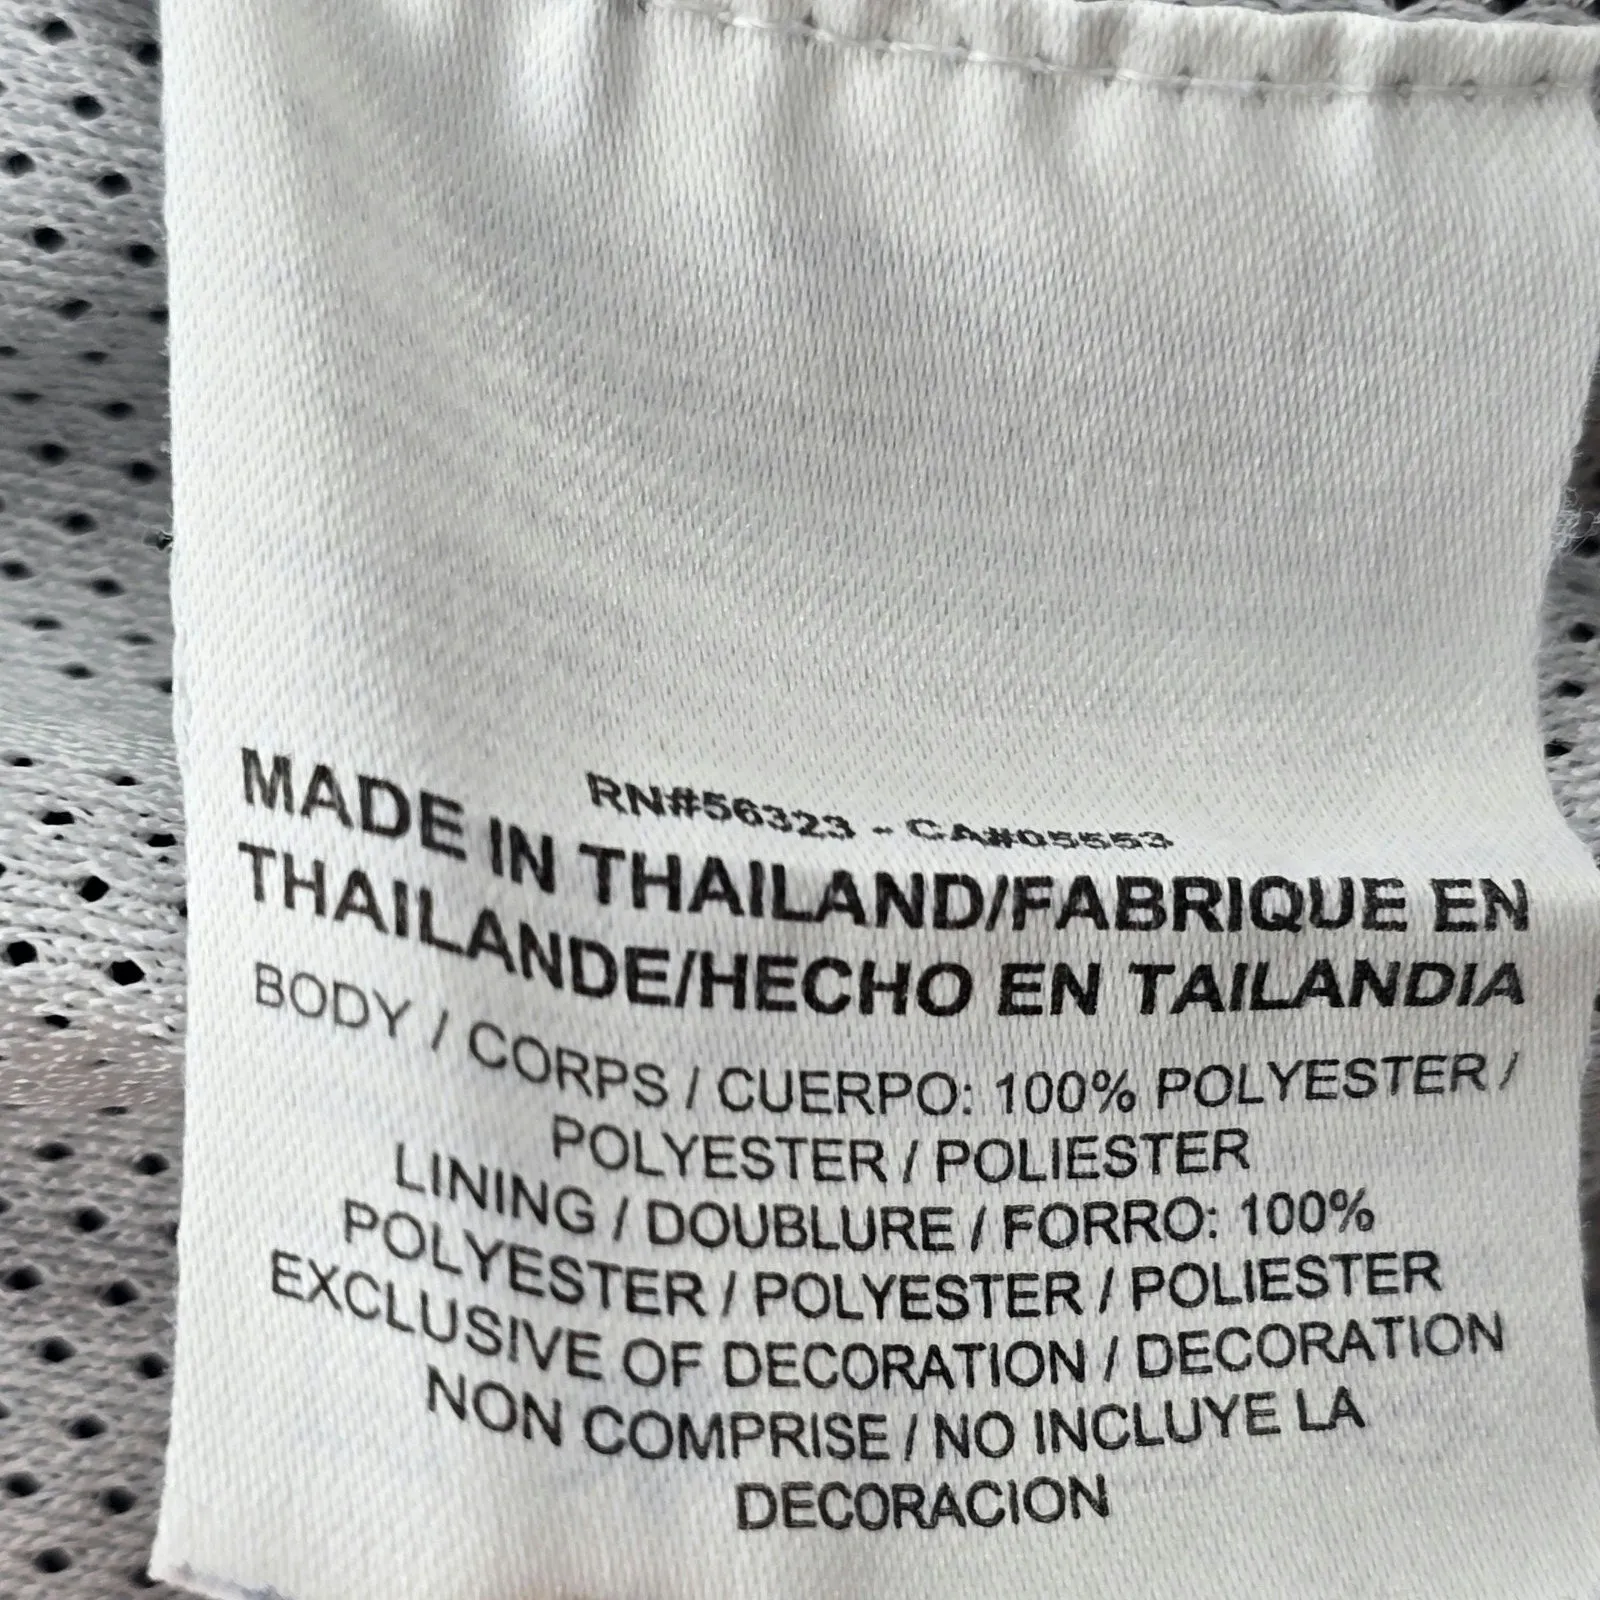 RN#56323 - CA#05553
MADE IN THAILAND/FABRIQUE EN
THAILANDE/HECHO EN TAILANDIA
BODY / CORPS / CUERPO: 100% POLYESTER /
POLYESTER / POLIESTER
LINING / DOUBLURE / FORRO: 100%
POLYESTER / POLYESTER / POLIESTER
EXCLUSIVE OF DECORATION / DECORATION
NON COMPRISE / NO INCLUYE LA
DECORACION